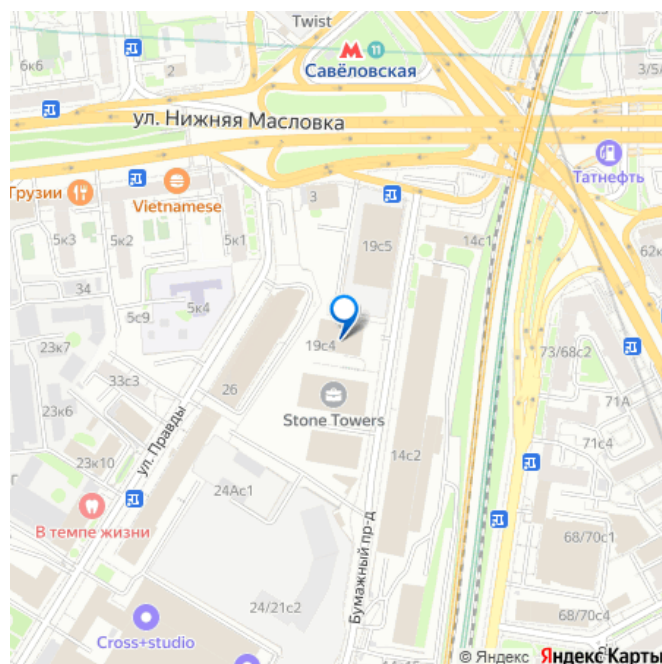 Twist
6к6
2
М 11
Савёловская
3/5/
ул. Нижняя Масловка
Татнефть
Грузии
Vietnamese
3
5к3
5к2
5к1
19с5
14с1
62к
34
5с9
5к4
23к7
19с4
73/68с2
33с3
26
71А
23к6
Stone Towers
ул. Правды
71с4
23к10
14с2
24Ас1
В темпе жизни
Бумажный пр-д
68/70с1
24/21с2
68/70с4
Cross+studio
© Яндекс Яндекс Карты